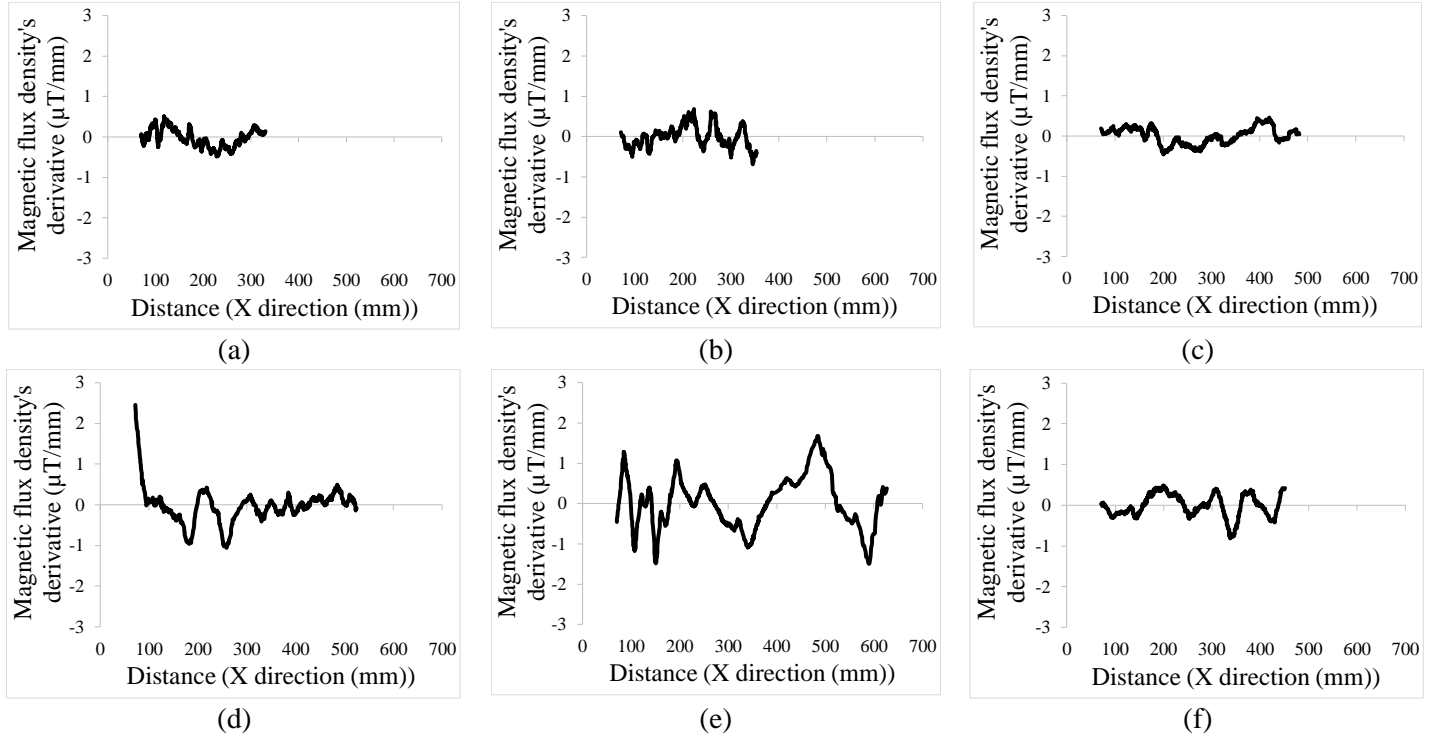 Magnetic flux density's
derivative (µT/mm)
3
2
1
0
-1
-2
-3
0 100 200 300 400 500 600 700
Distance (X direction (mm))
(a)
Magnetic flux density's
derivative (µT/mm)
3
2
1
0
-1
-2
-3
0 100 200 300 400 500 600 700
Distance (X direction (mm))
(b)
Magnetic flux density's
derivative (µT/mm)
3
2
1
0
-1
-2
-3
0 100 200 300 400 500 600 700
Distance (X direction (mm))
(c)
Magnetic flux density's
derivative (µT/mm)
3
2
1
0
-1
-2
-3
0 100 200 300 400 500 600 700
Distance (X direction (mm))
(d)
Magnetic flux density's
derivative (µT/mm)
3
2
1
0
-1
-2
-3
0 100 200 300 400 500 600 700
Distance (X direction (mm))
(e)
Magnetic flux density's
derivative (µT/mm)
3
2
1
0
-1
-2
-3
0 100 200 300 400 500 600 700
Distance (X direction (mm))
(f)